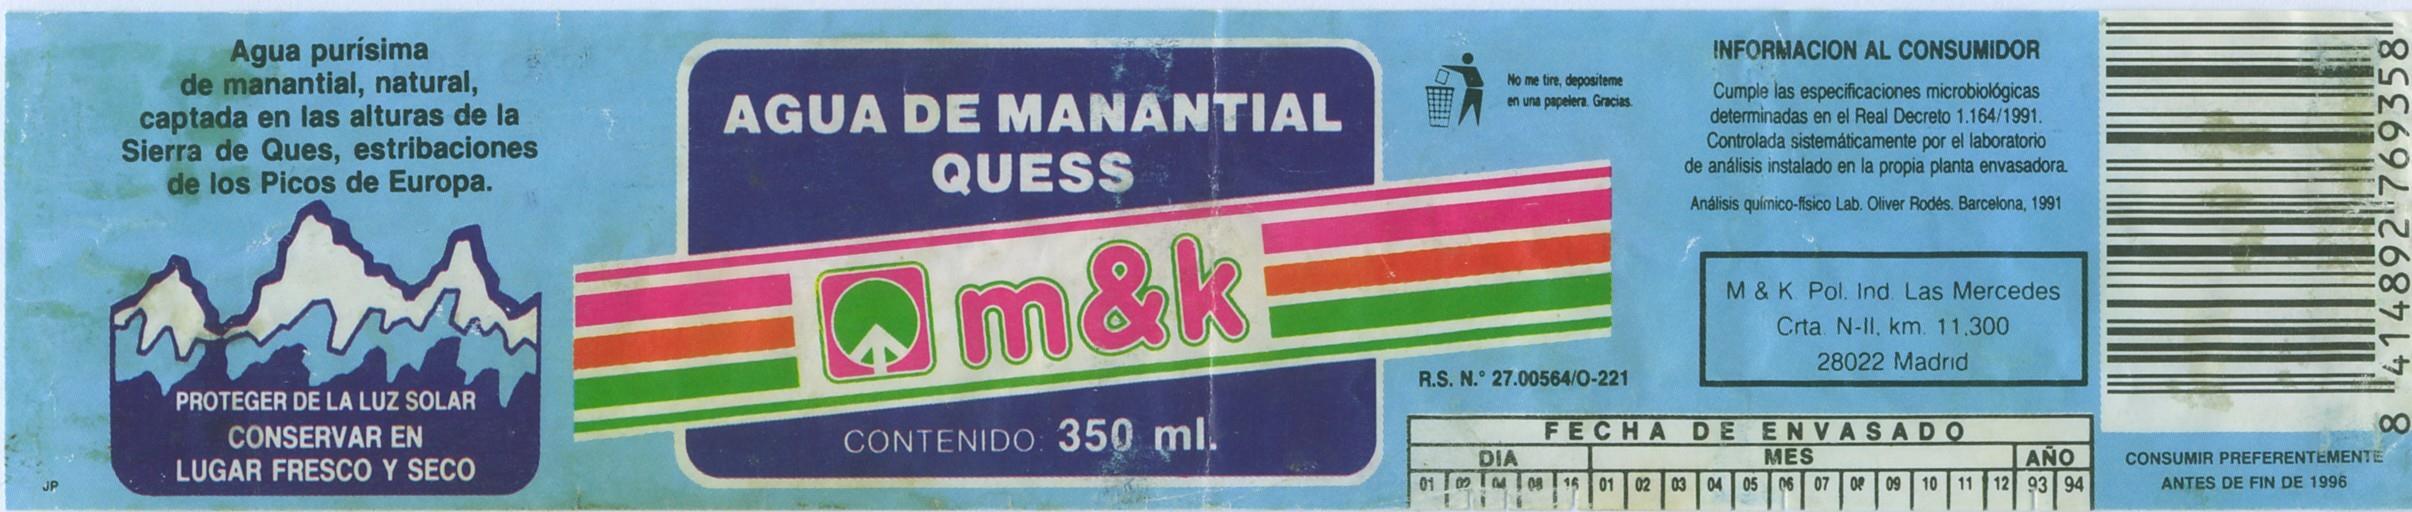 Agua purísima
de manantial, natural,
captada en las alturas de la
Sierra de Ques, estribaciones
de los Picos de Europa.
PROTEGER DE LA LUZ SOLAR
CONSERVAR EN
LUGAR FRESCO Y SECO
JP
AGUA DE MANANTIAL
QUESS
m&k
CONTENIDO: 350 ml.
No me tire, deposíteme
en una papelera. Gracias.
R.S. N.° 27.00564/O-221
INFORMACION AL CONSUMIDOR
Cumple las especificaciones microbiológicas
determinadas en el Real Decreto 1.164/1991.
Controlada sistemáticamente por el laboratorio
de análisis instalado en la propia planta envasadora.
Análisis químico-físico Lab. Oliver Rodés. Barcelona, 1991
M & K. Pol. Ind. Las Mercedes
Crta. N-II, km. 11,300
28022 Madrid
FECHA DE ENVASADO
DIA MES AÑO
01 02 04 08 16 01 02 03 04 05 06 07 08 09 10 11 12 93 94
8 414892 769358
CONSUMIR PREFERENTEMENTE
ANTES DE FIN DE 1996